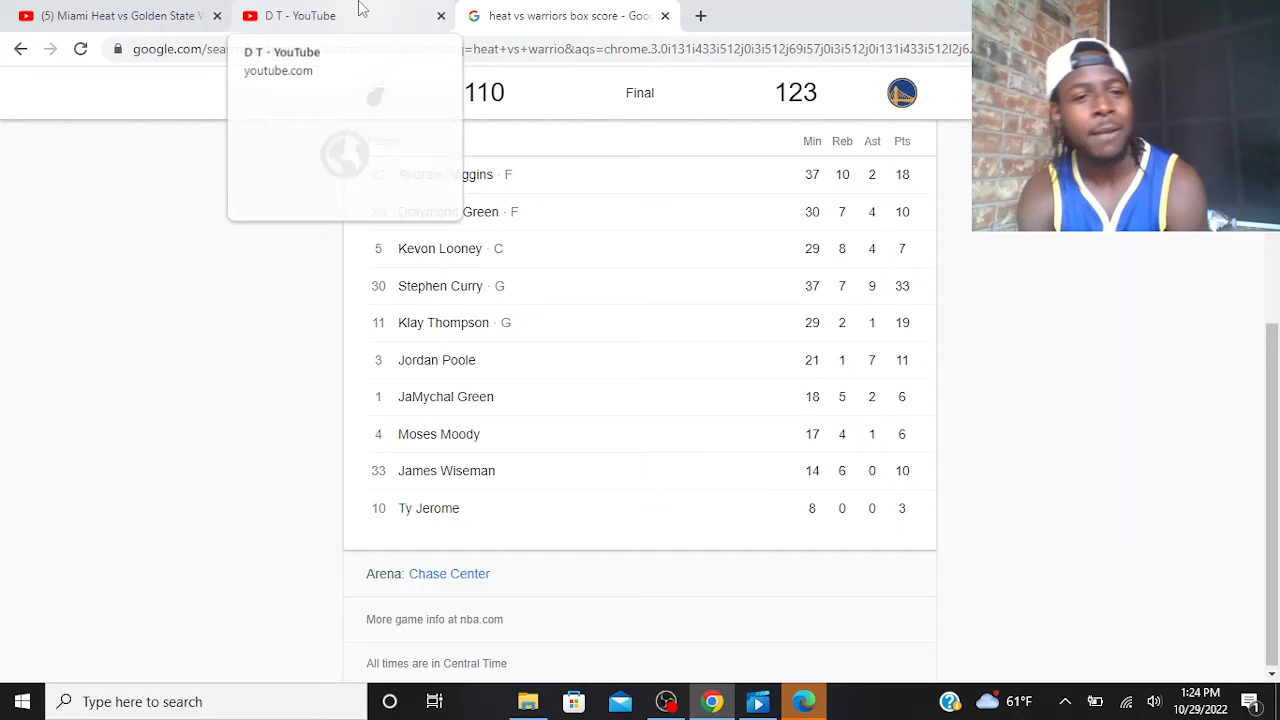 (5) Miami Heat vs Golden State V
D T - YouTube
heat vs warriors box score - Goo
google.com/sea
=heat+vs+warrio&aqs=chrome.3.0i131i433i512j0i3i512j69i57j0i3i512j0i131i433i512l2j6.
D T - YouTube
youtube.com
110 Final 123
Player Min Reb Ast Pts
22 Andrew Wiggins · F 37 10 2 18
23 Draymond Green · F 30 7 4 10
5 Kevon Looney · C 29 8 4 7
30 Stephen Curry · G 37 7 9 33
11 Klay Thompson · G 29 2 1 19
3 Jordan Poole 21 1 7 11
1 JaMychal Green 18 5 2 6
4 Moses Moody 17 4 1 6
33 James Wiseman 14 6 0 10
10 Ty Jerome 8 0 0 3
Arena: Chase Center
More game info at nba.com
All times are in Central Time
Type here to search
61°F
1:24 PM
10/29/2022
1